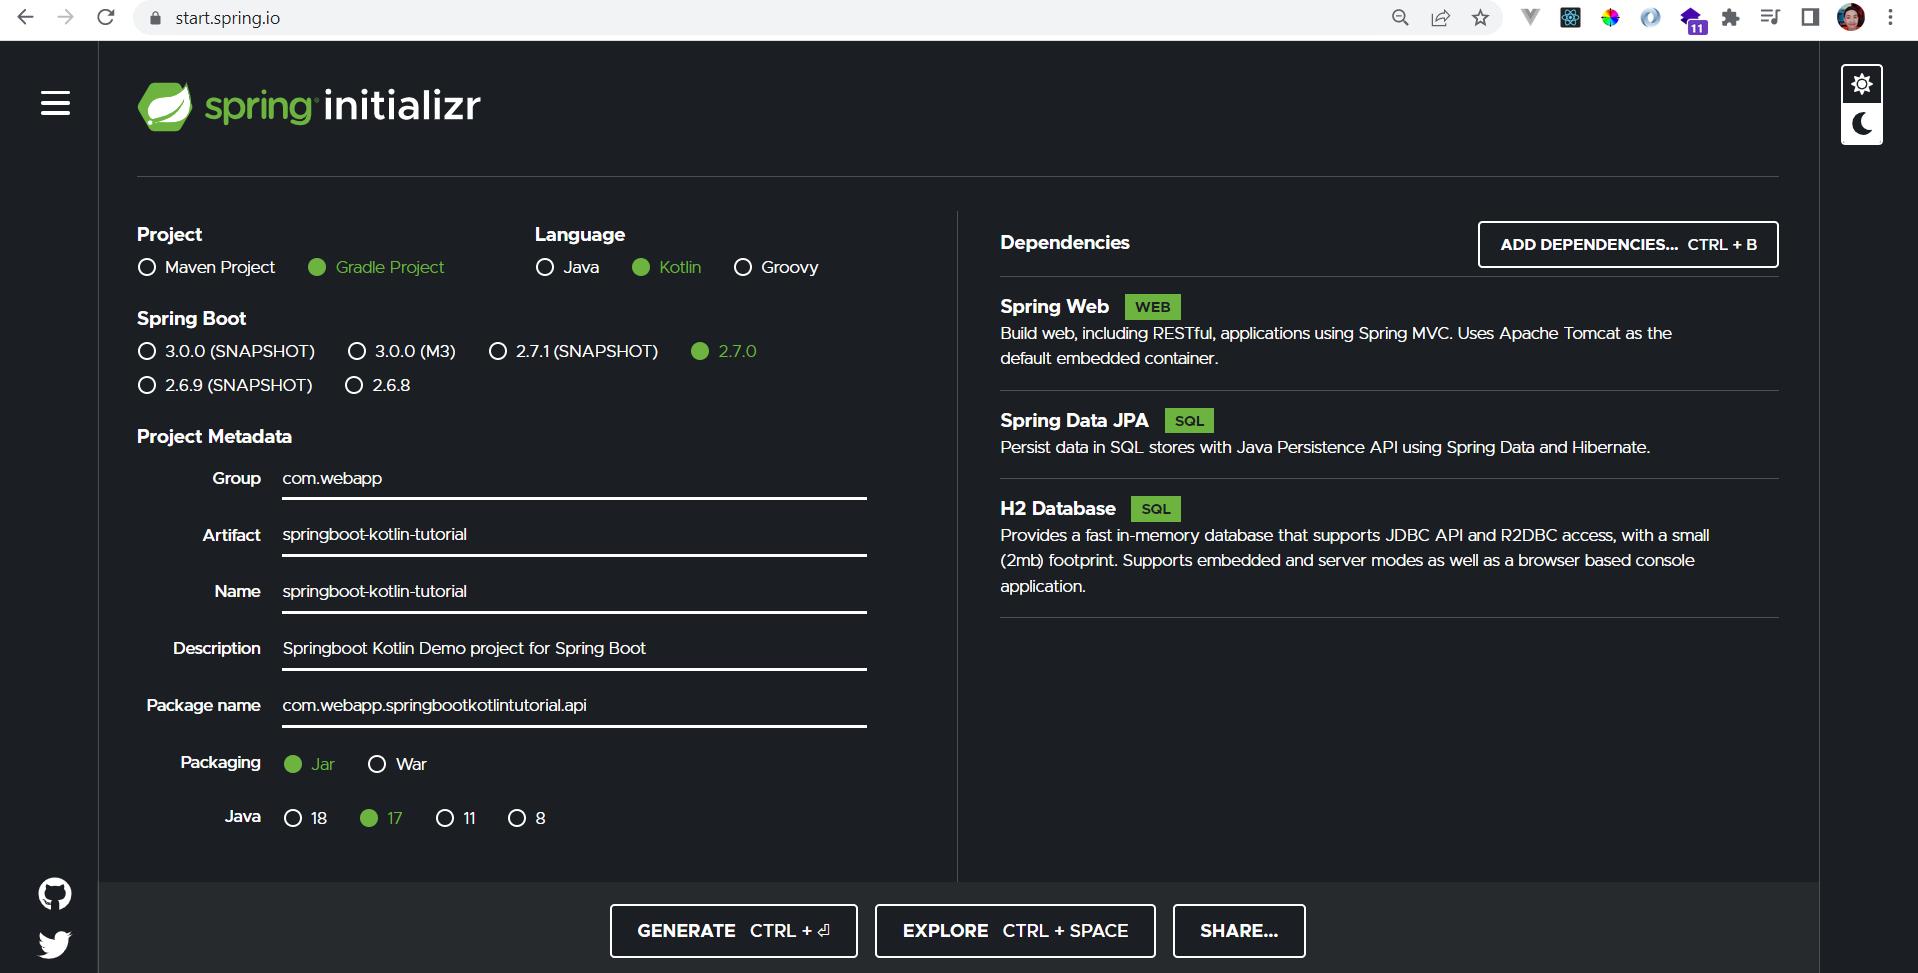 start.spring.io
11
spring initializr
Project
Maven Project Gradle Project
Language
Java Kotlin Groovy
Spring Boot
3.0.0 (SNAPSHOT) 3.0.0 (M3) 2.7.1 (SNAPSHOT) 2.7.0
2.6.9 (SNAPSHOT) 2.6.8
Project Metadata
Group com.webapp
Artifact springboot-kotlin-tutorial
Name springboot-kotlin-tutorial
Description Springboot Kotlin Demo project for Spring Boot
Package name com.webapp.springbootkotlintutorial.api
Packaging Jar War
Java 18 17 11 8
Dependencies ADD DEPENDENCIES... CTRL + B
Spring Web WEB
Build web, including RESTful, applications using Spring MVC. Uses Apache Tomcat as the
default embedded container.
Spring Data JPA SQL
Persist data in SQL stores with Java Persistence API using Spring Data and Hibernate.
H2 Database SQL
Provides a fast in-memory database that supports JDBC API and R2DBC access, with a small
(2mb) footprint. Supports embedded and server modes as well as a browser based console
application.
GENERATE CTRL + ⏎ EXPLORE CTRL + SPACE SHARE...